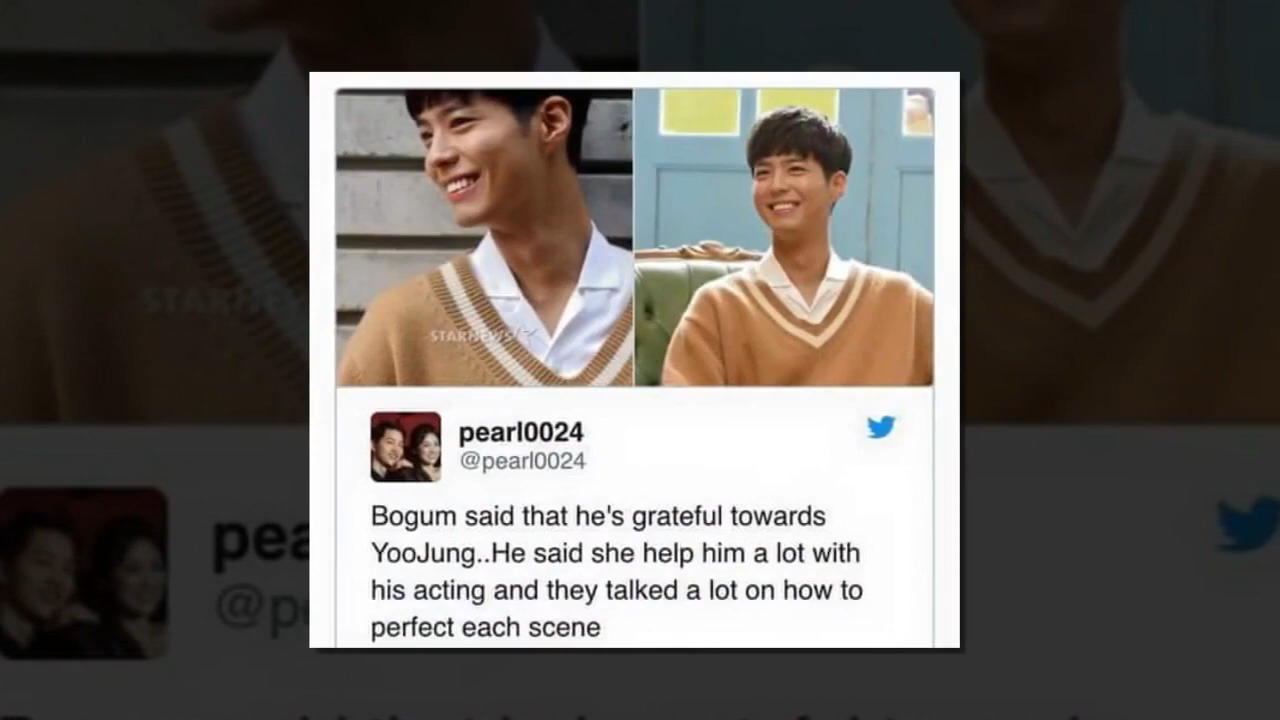 STARNEWS
pearl0024
@pearl0024
Bogum said that he's grateful towards
YooJung..He said she help him a lot with
his acting and they talked a lot on how to
perfect each scene